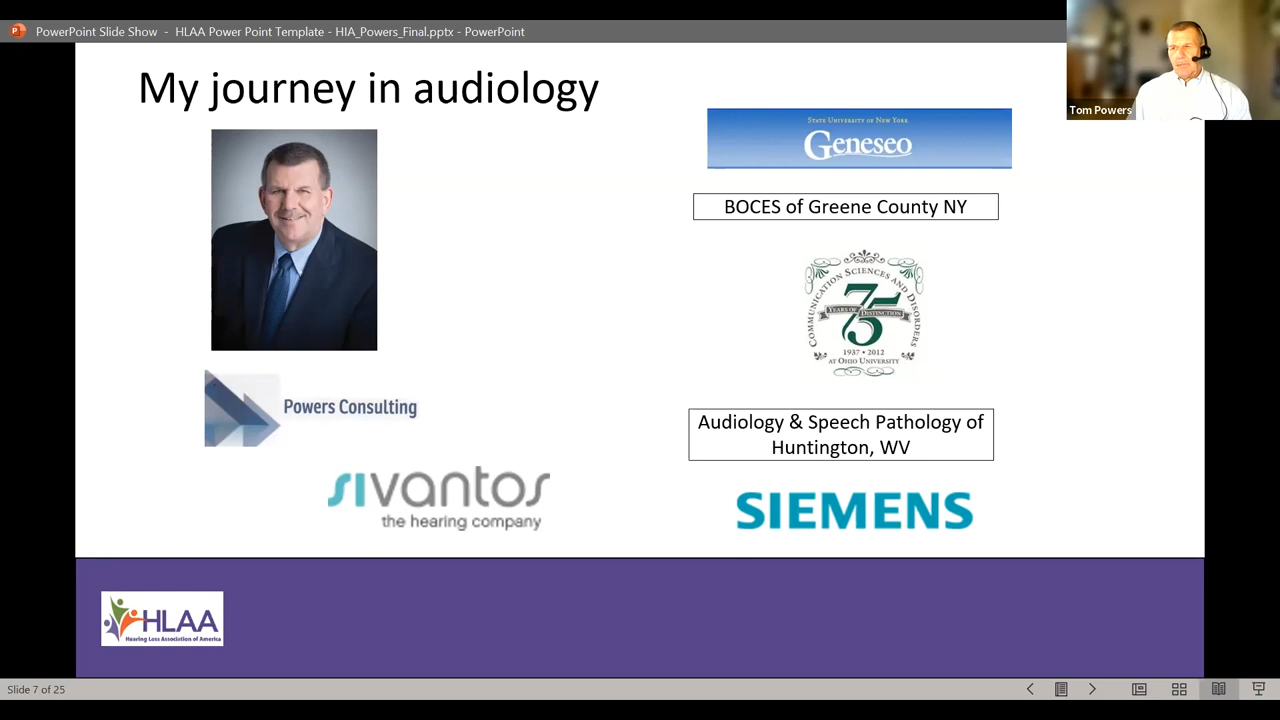 PowerPoint Slide Show - HLAA Power Point Template - HIA_Powers_Final.pptx - PowerPoint
Tom Powers
My journey in audiology
STATE UNIVERSITY OF NEW YORK
Geneseo
BOCES of Greene County NY
COMMUNICATION SCIENCES AND DISORDERS
75
YEARS OF DISTINCTION
1937 • 2012
AT OHIO UNIVERSITY
Powers Consulting
Audiology & Speech Pathology of
Huntington, WV
sivantos
the hearing company
SIEMENS
HLAA
Hearing Loss Association of America
Slide 7 of 25